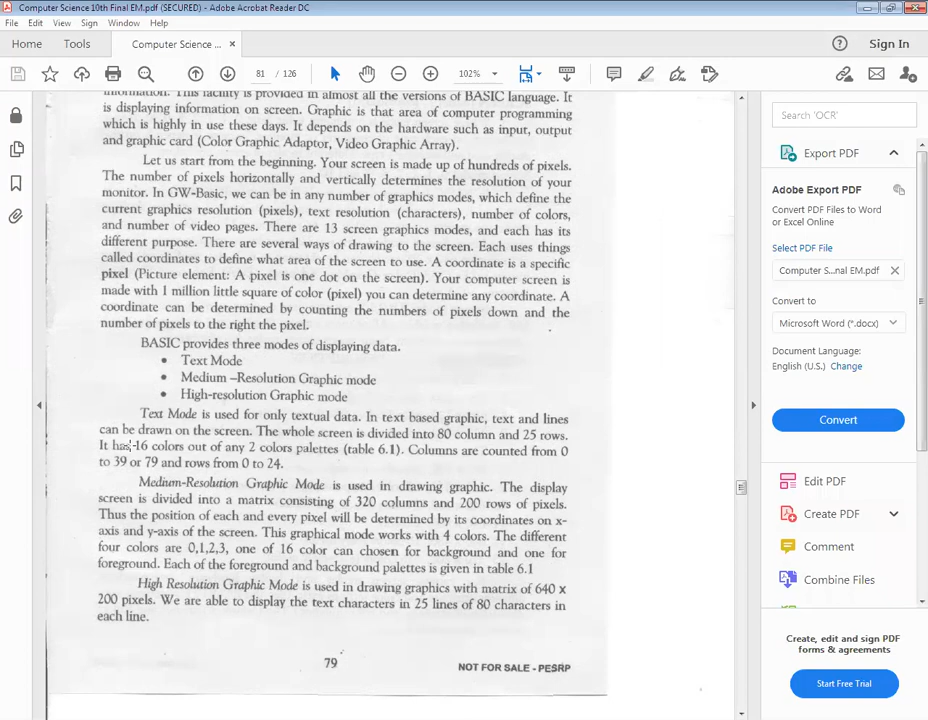 Computer Science 10th Final EM.pdf (SECURED) - Adobe Acrobat Reader DC
File Edit View Sign Window Help
Home Tools Computer Science ... × Sign In
81 / 126 102%
information. This facility is provided in almost all the versions of BASIC language. It
is displaying information on screen. Graphic is that area of computer programming
which is highly in use these days. It depends on the hardware such as input, output
and graphic card (Color Graphic Adaptor, Video Graphic Array).
Let us start from the beginning. Your screen is made up of hundreds of pixels.
The number of pixels horizontally and vertically determines the resolution of your
monitor. In GW-Basic, we can be in any number of graphics modes, which define the
current graphics resolution (pixels), text resolution (characters), number of colors,
and number of video pages. There are 13 screen graphics modes, and each has its
different purpose. There are several ways of drawing to the screen. Each uses things
called coordinates to define what area of the screen to use. A coordinate is a specific
pixel (Picture element: A pixel is one dot on the screen). Your computer screen is
made with 1 million little square of color (pixel) you can determine any coordinate. A
coordinate can be determined by counting the numbers of pixels down and the
number of pixels to the right the pixel.
BASIC provides three modes of displaying data.
• Text Mode
• Medium –Resolution Graphic mode
• High-resolution Graphic mode
Text Mode is used for only textual data. In text based graphic, text and lines
can be drawn on the screen. The whole screen is divided into 80 column and 25 rows.
It has 16 colors out of any 2 colors palettes (table 6.1). Columns are counted from 0
to 39 or 79 and rows from 0 to 24.
Medium-Resolution Graphic Mode is used in drawing graphic. The display
screen is divided into a matrix consisting of 320 columns and 200 rows of pixels.
Thus the position of each and every pixel will be determined by its coordinates on x-
axis and y-axis of the screen. This graphical mode works with 4 colors. The different
four colors are 0,1,2,3, one of 16 color can chosen for background and one for
foreground. Each of the foreground and background palettes is given in table 6.1
High Resolution Graphic Mode is used in drawing graphics with matrix of 640 x
200 pixels. We are able to display the text characters in 25 lines of 80 characters in
each line.
79
NOT FOR SALE - PESRP
Search 'OCR'
Export PDF
Adobe Export PDF
Convert PDF Files to Word
or Excel Online
Select PDF File
Computer S...nal EM.pdf
Convert to
Microsoft Word (*.docx)
Document Language:
English (U.S.) Change
Convert
Edit PDF
Create PDF
Comment
Combine Files
Create, edit and sign PDF
forms & agreements
Start Free Trial